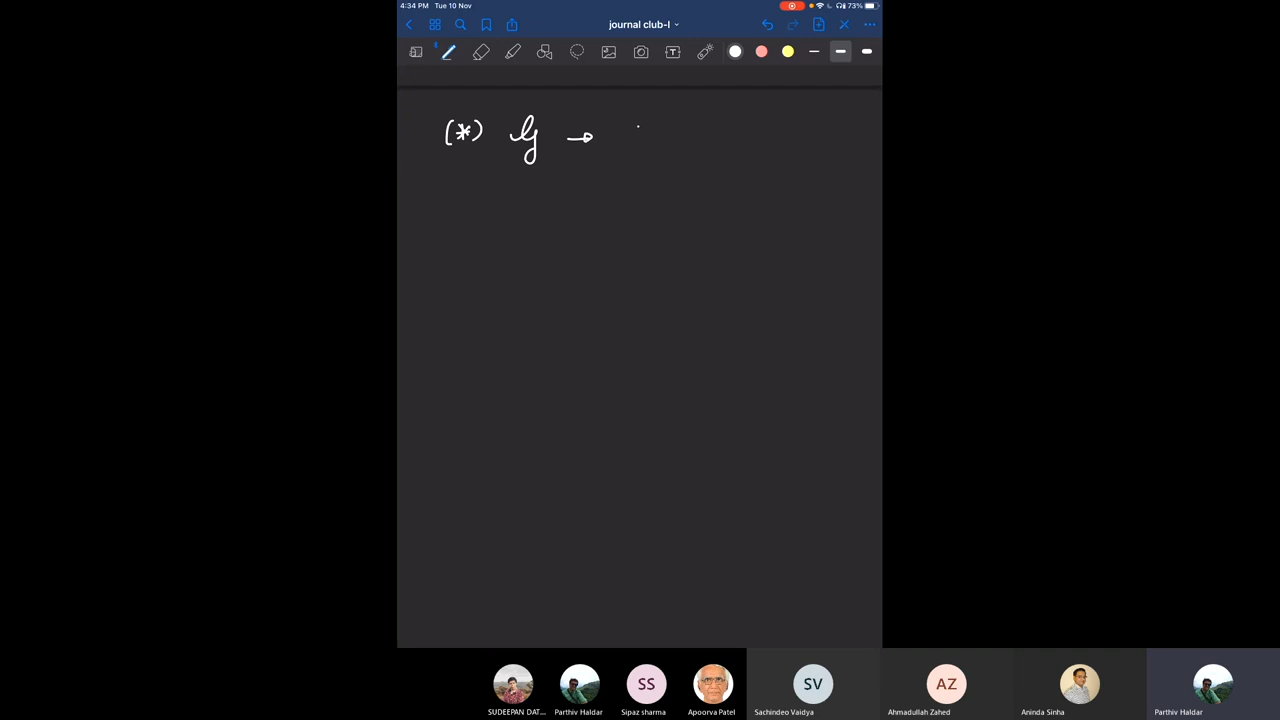 4:34 PM Tue 10 Nov
73%
journal club-I
(*) 𝒢 →
SS
SV
AZ
SUDEEPAN DAT...
Parthiv Haldar
Sipaz sharma
Apoorva Patel
Sachindeo Vaidya
Ahmadullah Zahed
Aninda Sinha
Parthiv Haldar